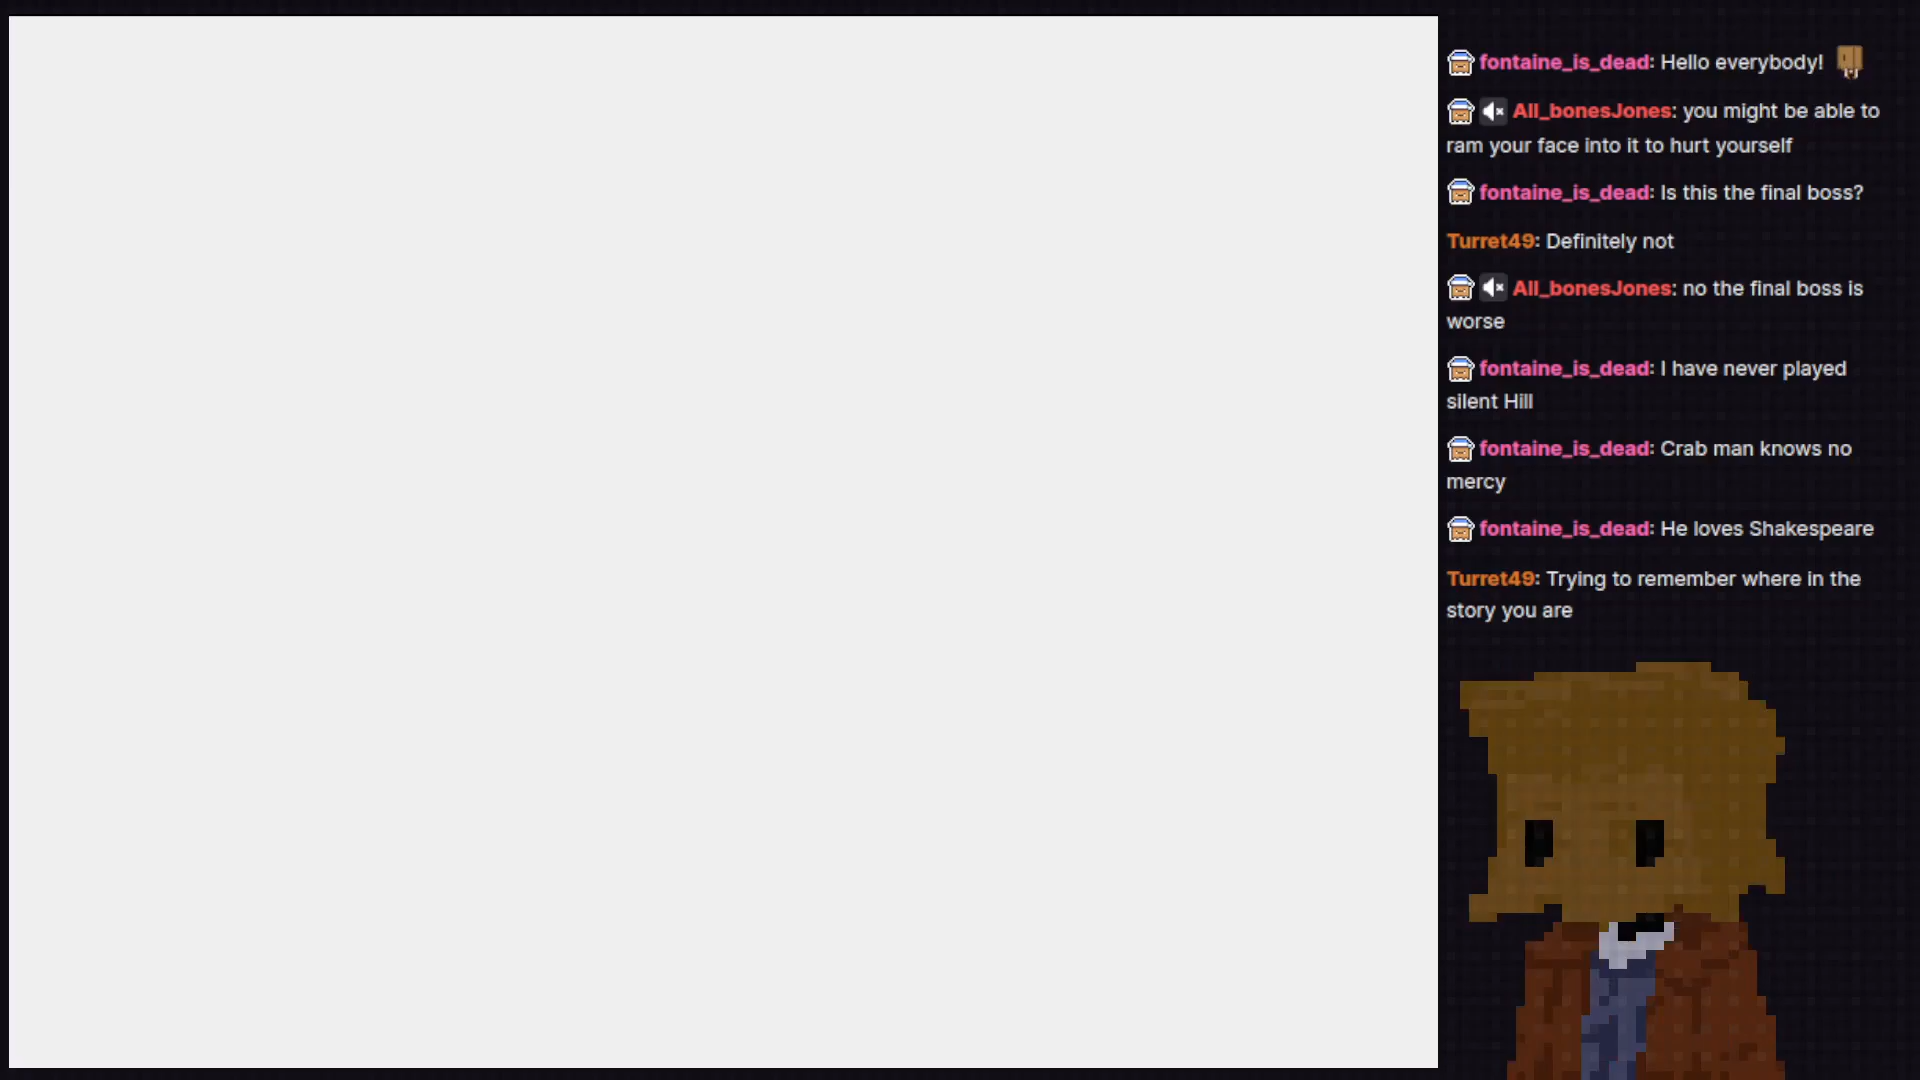 fontaine_is_dead: Hello everybody!
All_bonesJones: you might be able to
ram your face into it to hurt yourself
fontaine_is_dead: Is this the final boss?
Turret49: Definitely not
All_bonesJones: no the final boss is
worse
fontaine_is_dead: I have never played
silent Hill
fontaine_is_dead: Crab man knows no
mercy
fontaine_is_dead: He loves Shakespeare
Turret49: Trying to remember where in the
story you are